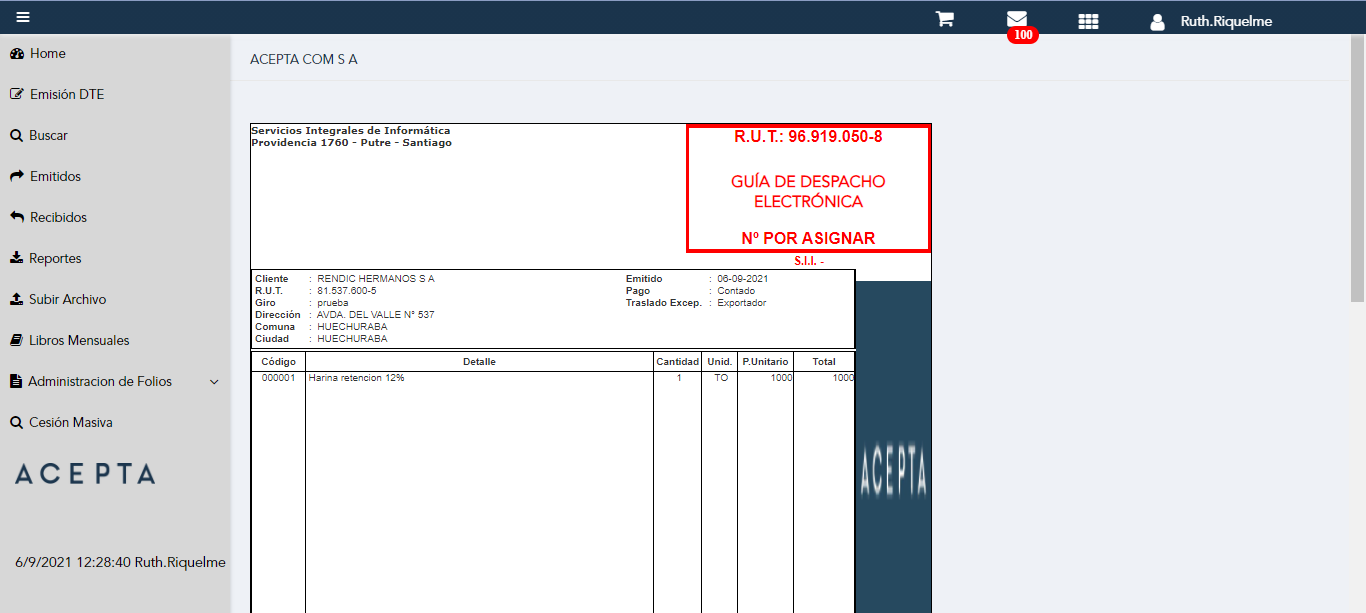 Ruth.Riquelme
100
Home
Emisión DTE
Buscar
Emitidos
Recibidos
Reportes
Subir Archivo
Libros Mensuales
Administracion de Folios
Cesión Masiva
ACEPTA
6/9/2021 12:28:40 Ruth.Riquelme
ACEPTA COM S A
Servicios Integrales de Informática
Providencia 1760 - Putre - Santiago
R.U.T.: 96.919.050-8
GUÍA DE DESPACHO
ELECTRÓNICA
Nº POR ASIGNAR
S.I.I. -
Cliente : RENDIC HERMANOS S A
R.U.T. : 81.537.600-5
Giro : prueba
Dirección : AVDA. DEL VALLE N° 537
Comuna : HUECHURABA
Ciudad : HUECHURABA
Emitido : 06-09-2021
Pago : Contado
Traslado Excep. : Exportador
Código Detalle Cantidad Unid. P.Unitario Total
000001 Harina retencion 12% 1 TO 1000 1000
ACEPTA